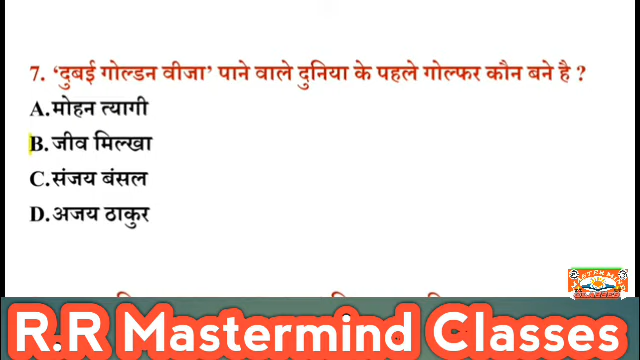 7. ‘दुबई गोल्डन वीजा’ पाने वाले दुनिया के पहले गोल्फर कौन बने है ?
A.मोहन त्यागी
B.जीव मिल्खा
C.संजय बंसल
D.अजय ठाकुर
R.R Mastermind Classes